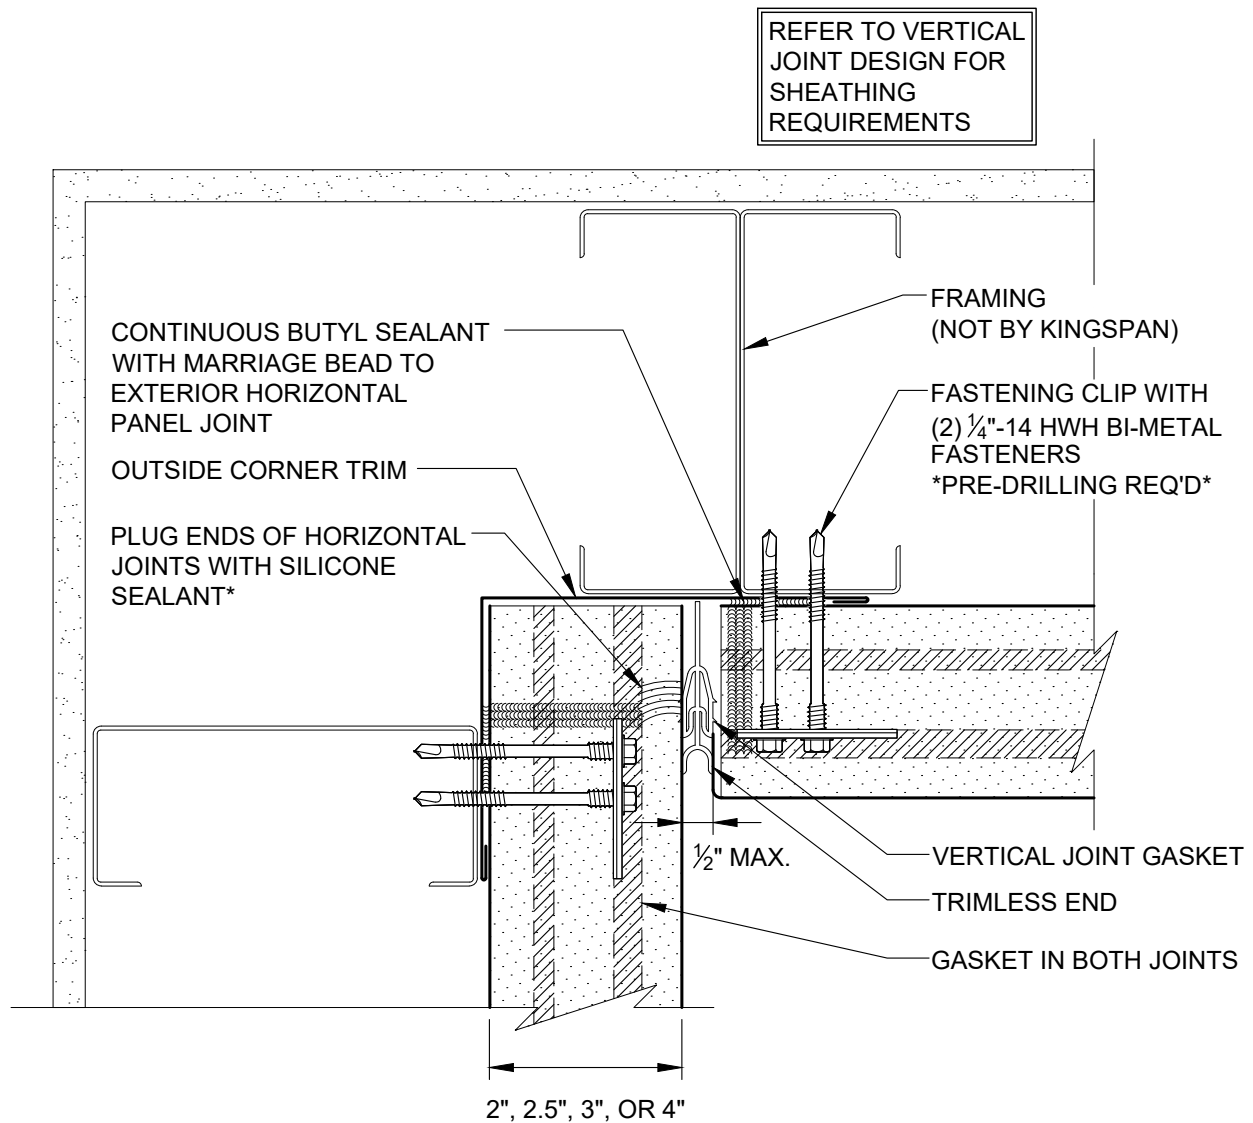 REFER TO VERTICAL
JOINT DESIGN FOR
SHEATHING
REQUIREMENTS
CONTINUOUS BUTYL SEALANT
WITH MARRIAGE BEAD TO
EXTERIOR HORIZONTAL
PANEL JOINT
OUTSIDE CORNER TRIM
PLUG ENDS OF HORIZONTAL
JOINTS WITH SILICONE
SEALANT*
FRAMING
(NOT BY KINGSPAN)
FASTENING CLIP WITH
(2) 1/4"-14 HWH BI-METAL
FASTENERS
*PRE-DRILLING REQ'D*
1/2" MAX.
VERTICAL JOINT GASKET
TRIMLESS END
GASKET IN BOTH JOINTS
2", 2.5", 3", OR 4"